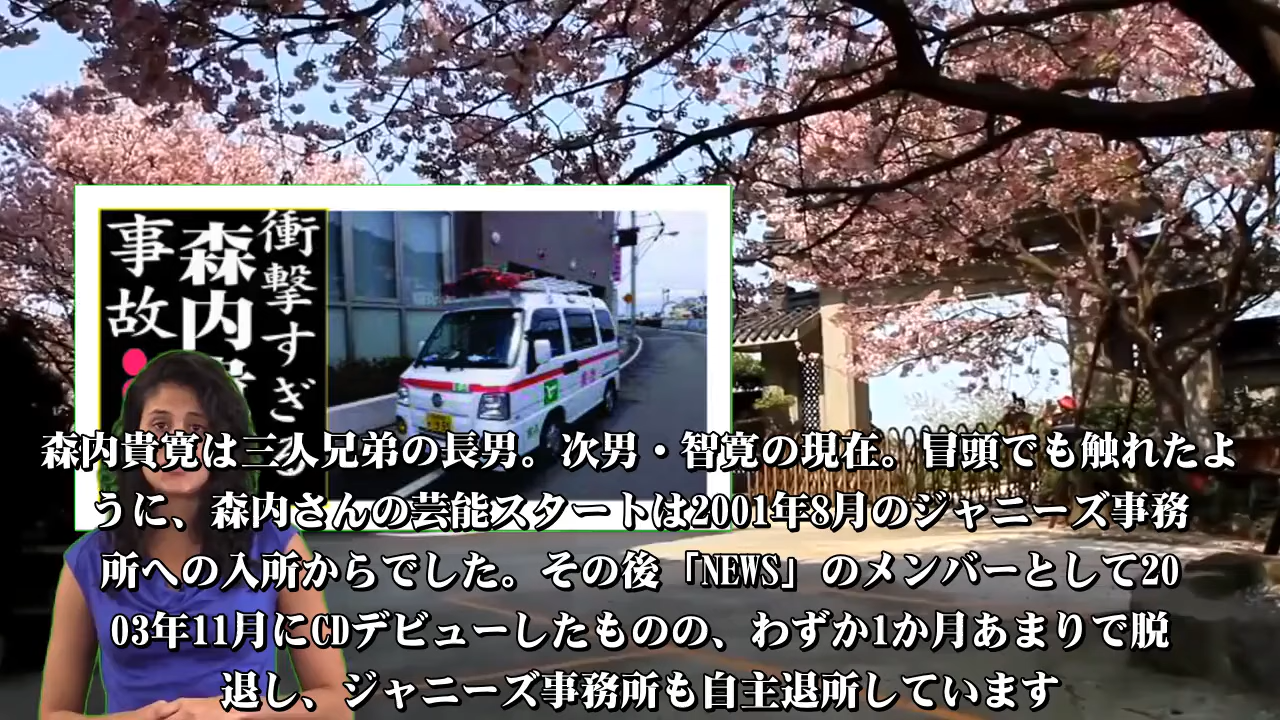 衝撃すぎる
森内貴
事故
森内貴寛は三人兄弟の長男。次男・智寛の現在。冒頭でも触れたよ
うに、森内さんの芸能スタートは2001年8月のジャニーズ事務
所への入所からでした。その後「NEWS」のメンバーとして20
03年11月にCDデビューしたものの、わずか1か月あまりで脱
退し、ジャニーズ事務所も自主退所しています